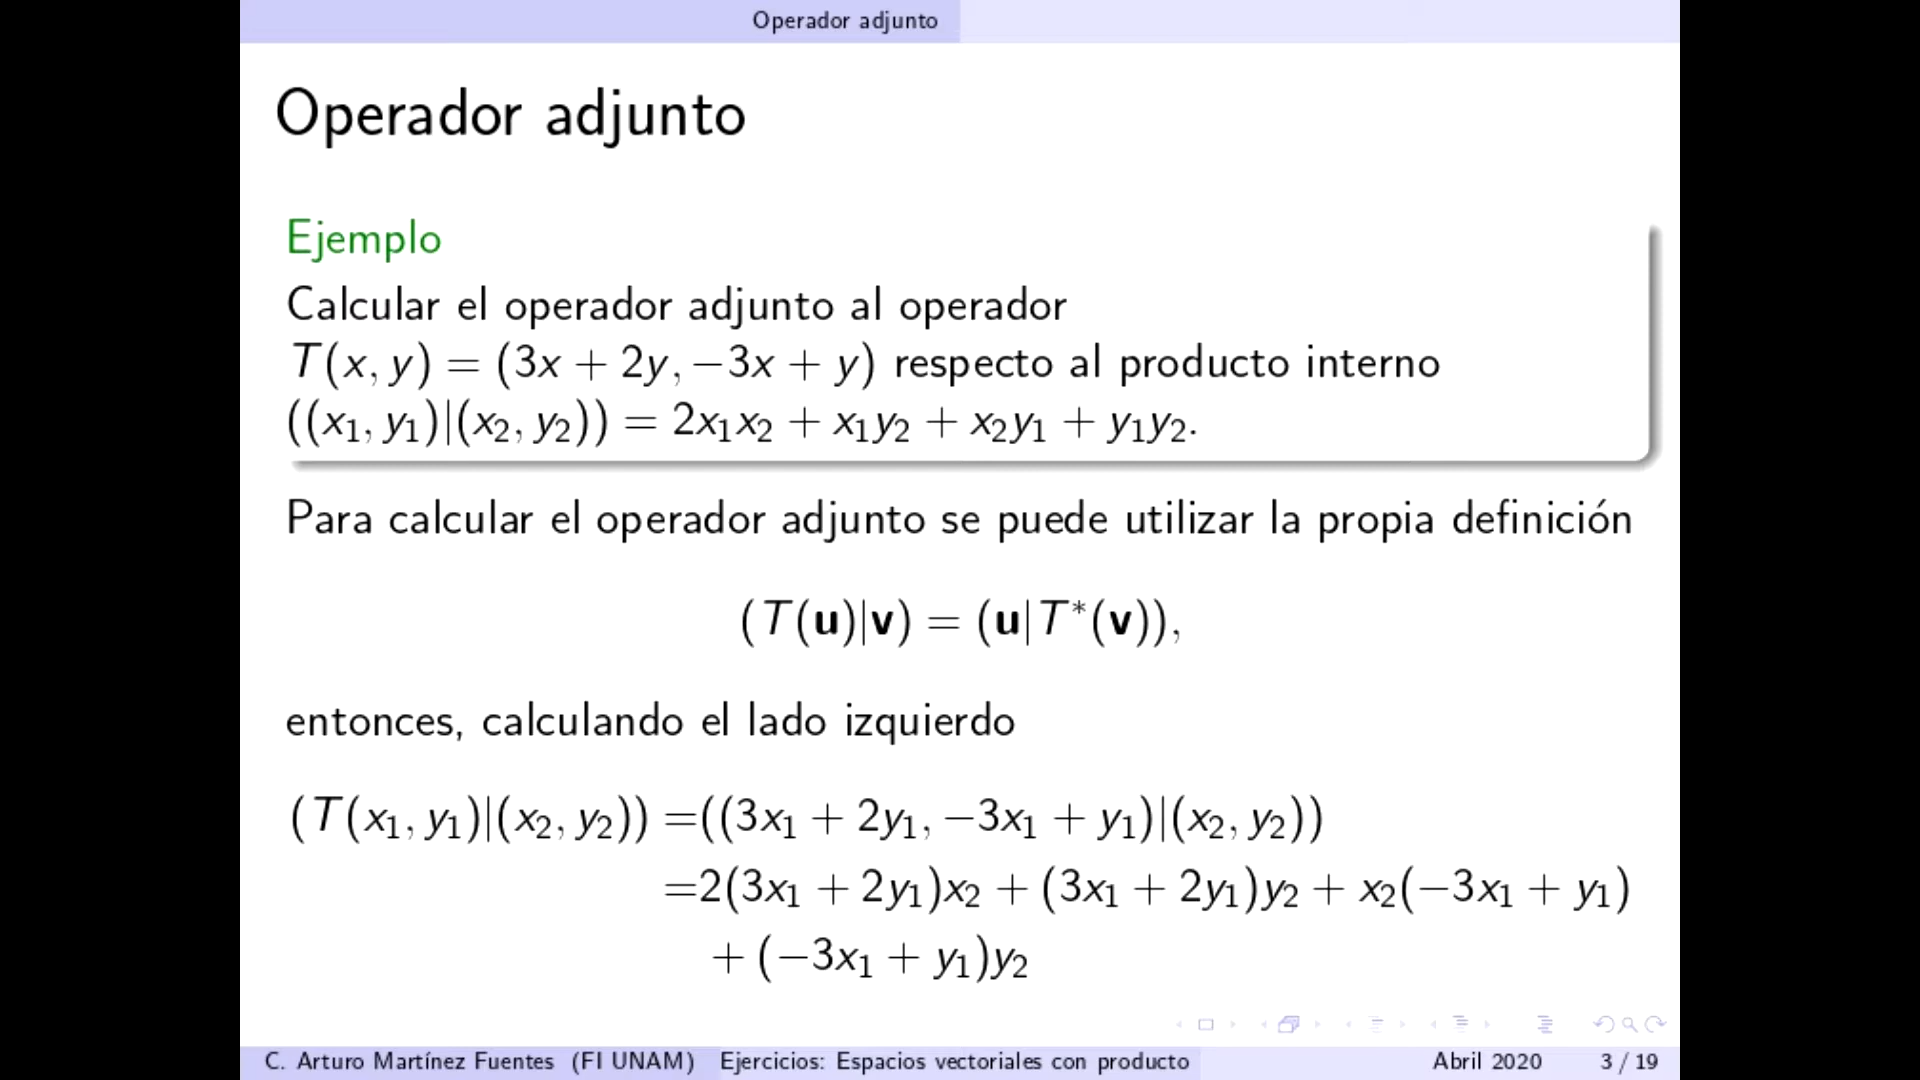 Operador adjunto
Operador adjunto
Ejemplo
Calcular el operador adjunto al operador
T(x, y) = (3x + 2y, −3x + y) respecto al producto interno
((x₁, y₁)|(x₂, y₂)) = 2x₁x₂ + x₁y₂ + x₂y₁ + y₁y₂.
Para calcular el operador adjunto se puede utilizar la propia definición
(T(u)|v) = (u|T*(v)),
entonces, calculando el lado izquierdo
(T(x₁, y₁)|(x₂, y₂)) =((3x₁ + 2y₁, −3x₁ + y₁)|(x₂, y₂))
=2(3x₁ + 2y₁)x₂ + (3x₁ + 2y₁)y₂ + x₂(−3x₁ + y₁)
+ (−3x₁ + y₁)y₂
C. Arturo Martínez Fuentes (FI UNAM) Ejercicios: Espacios vectoriales con producto Abril 2020 3 / 19